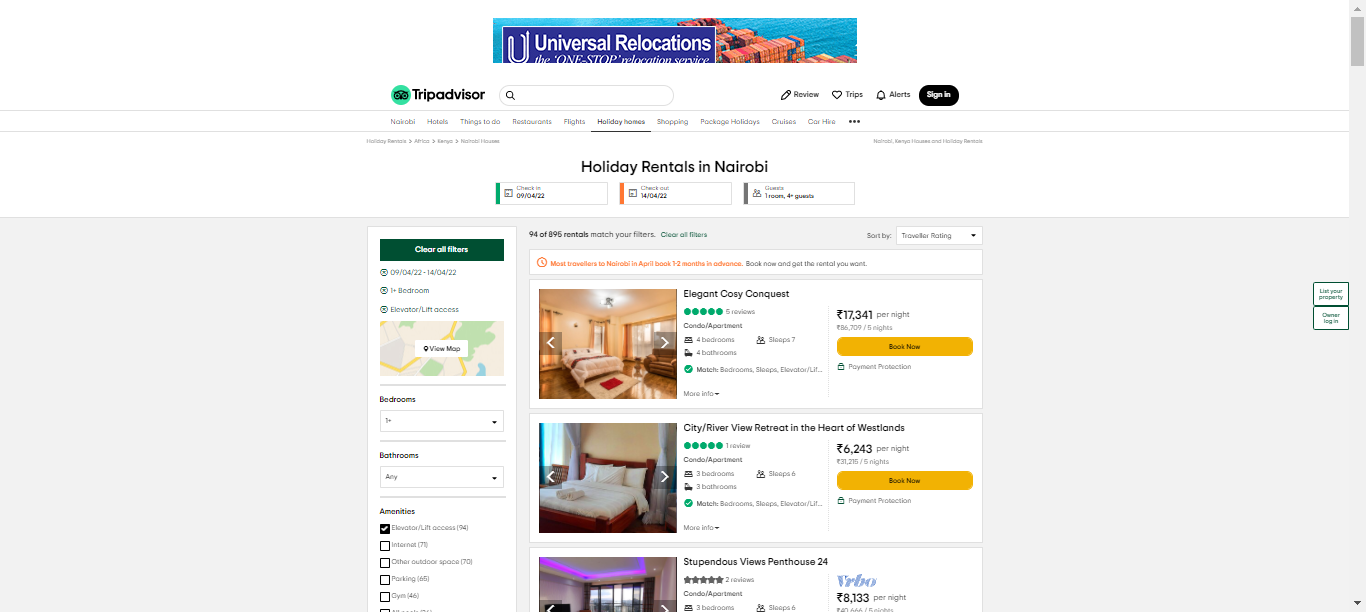 Universal Relocations
the 'ONE-STOP' relocation service
Tripadvisor
Review
Trips
Alerts
Sign in
Nairobi
Hotels
Things to do
Restaurants
Flights
Holiday homes
Shopping
Package Holidays
Cruises
Car Hire
Holiday Rentals > Africa > Kenya > Nairobi Houses
Nairobi, Kenya Houses and Holiday Rentals
Holiday Rentals in Nairobi
Check in
09/04/22
Check out
14/04/22
Guests
1 room, 4+ guests
Clear all filters
09/04/22 - 14/04/22
1+ Bedroom
Elevator/Lift access
View Map
Bedrooms
1+
Bathrooms
Any
Amenities
Elevator/Lift access (94)
Internet (71)
Other outdoor space (70)
Parking (65)
Gym (46)
94 of 895 rentals match your filters. Clear all filters
Sort by: Traveller Rating
Most travellers to Nairobi in April book 1-2 months in advance. Book now and get the rental you want.
Elegant Cosy Conquest
5 reviews
Condo/Apartment
4 bedrooms
Sleeps 7
4 bathrooms
Match: Bedrooms, Sleeps, Elevator/Lif...
More info
₹17,341 per night
₹86,709 / 5 nights
Book Now
Payment Protection
City/River View Retreat in the Heart of Westlands
1 review
Condo/Apartment
3 bedrooms
Sleeps 6
3 bathrooms
Match: Bedrooms, Sleeps, Elevator/Lif...
More info
₹6,243 per night
₹31,215 / 5 nights
Book Now
Payment Protection
Stupendous Views Penthouse 24
2 reviews
Condo/Apartment
3 bedrooms
Sleeps 6
Vrbo
₹8,133 per night
₹40,666 / 5 nights
List your
property
Owner
log in